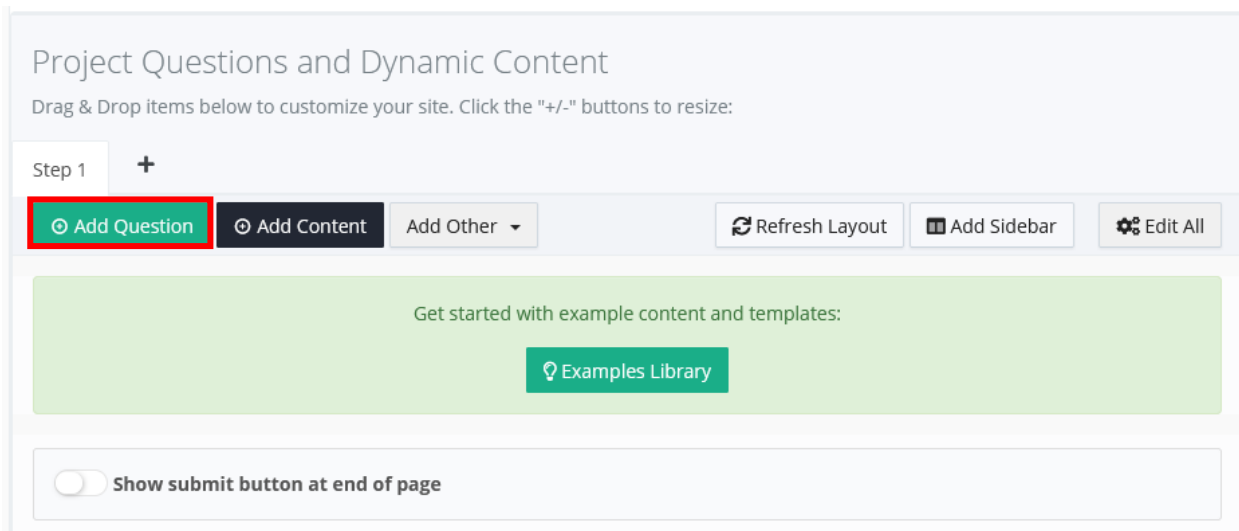 Project Questions and Dynamic Content
Drag & Drop items below to customize your site. Click the "+/-" buttons to resize:
Step 1 +
Add Question Add Content Add Other Refresh Layout Add Sidebar Edit All
Get started with example content and templates:
Examples Library
Show submit button at end of page